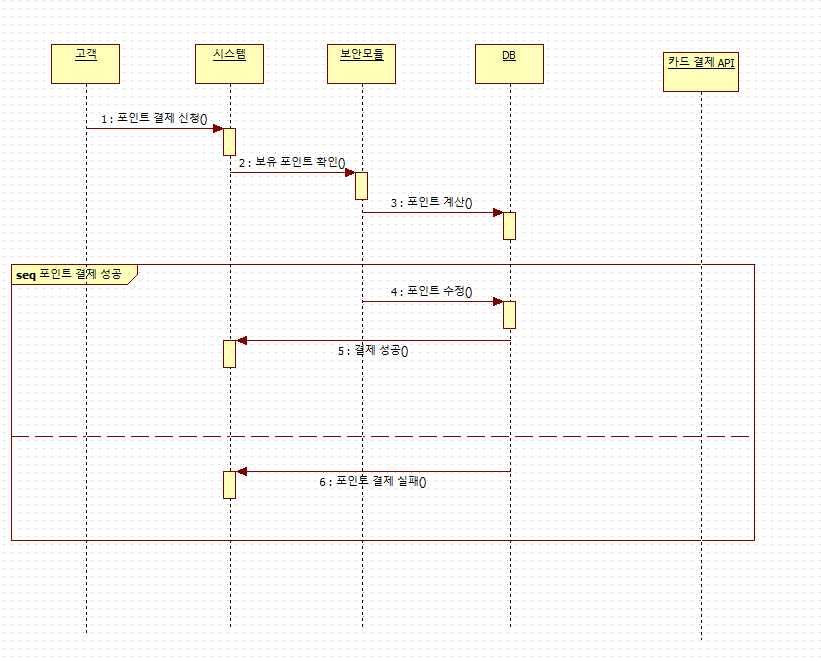 고객
시스템
보안모듈
DB
카드 결제 API
1 : 포인트 결제 신청()
2 : 보유 포인트 확인()
3 : 포인트 계산()
seq 포인트 결제 성공
4 : 포인트 수정()
5 : 결제 성공()
6 : 포인트 결제 실패()